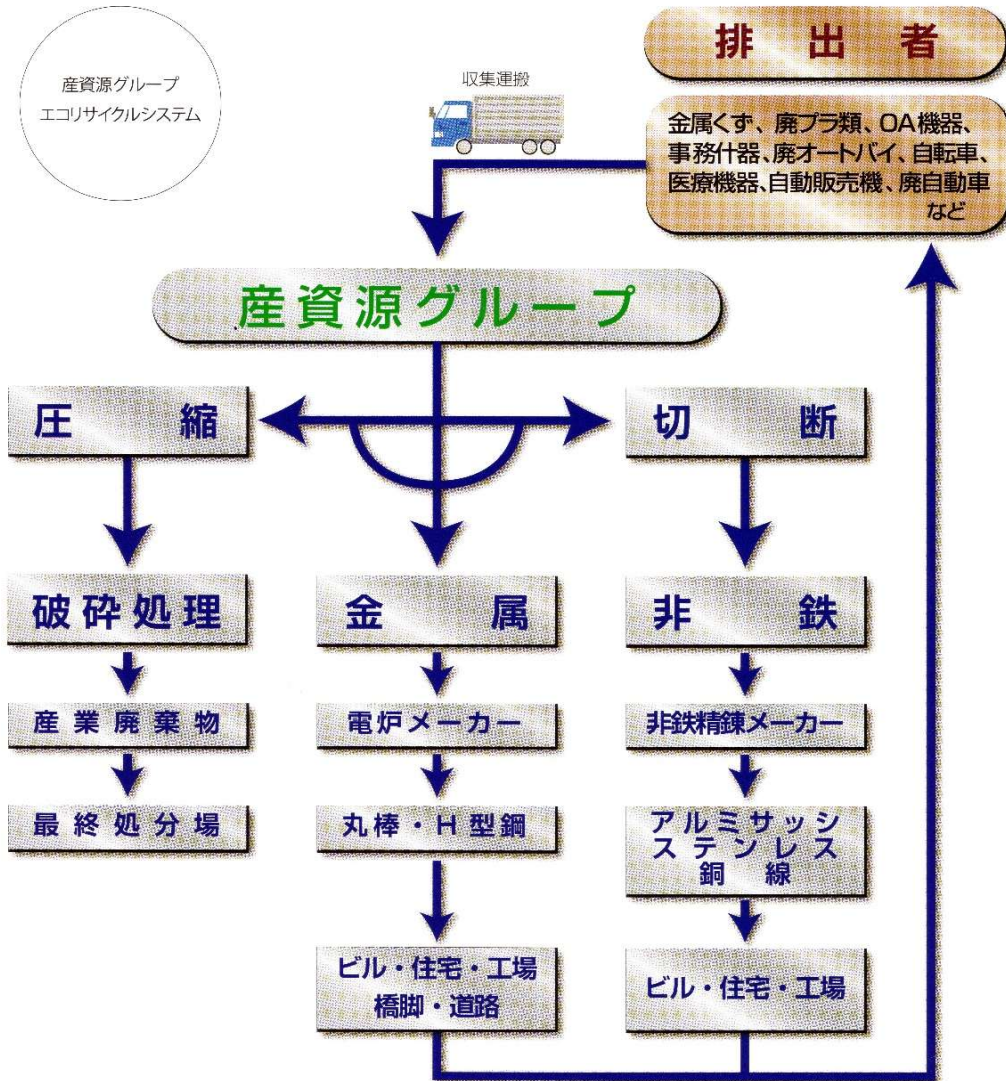 産資源グループ
エコリサイクルシステム
収集運搬
排出者
金属くず、廃プラ類、OA機器、
事務什器、廃オートバイ、自転車、
医療機器、自動販売機、廃自動車
など
産資源グループ
圧縮
切断
破砕処理
金属
非鉄
産業廃棄物
電炉メーカー
非鉄精錬メーカー
最終処分場
丸棒・H型鋼
アルミサッシ
ステンレス
銅線
ビル・住宅・工場
橋脚・道路
ビル・住宅・工場